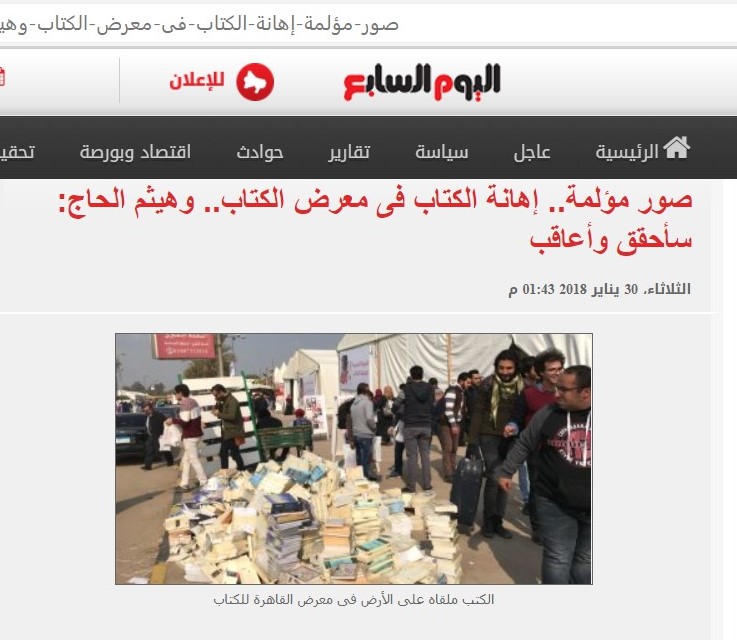 صور-مؤلمة-إهانة-الكتاب-فى-معرض-الكتاب-وهي
اليوم السابع
للإعلان
الرئيسية عاجل سياسة تقارير حوادث اقتصاد وبورصة تحقي
صور مؤلمة.. إهانة الكتاب فى معرض الكتاب.. وهيثم الحاج:
سأحقق وأعاقب
الثلاثاء، 30 يناير 2018 01:43 م
الكتب ملقاه على الأرض فى معرض القاهرة للكتاب